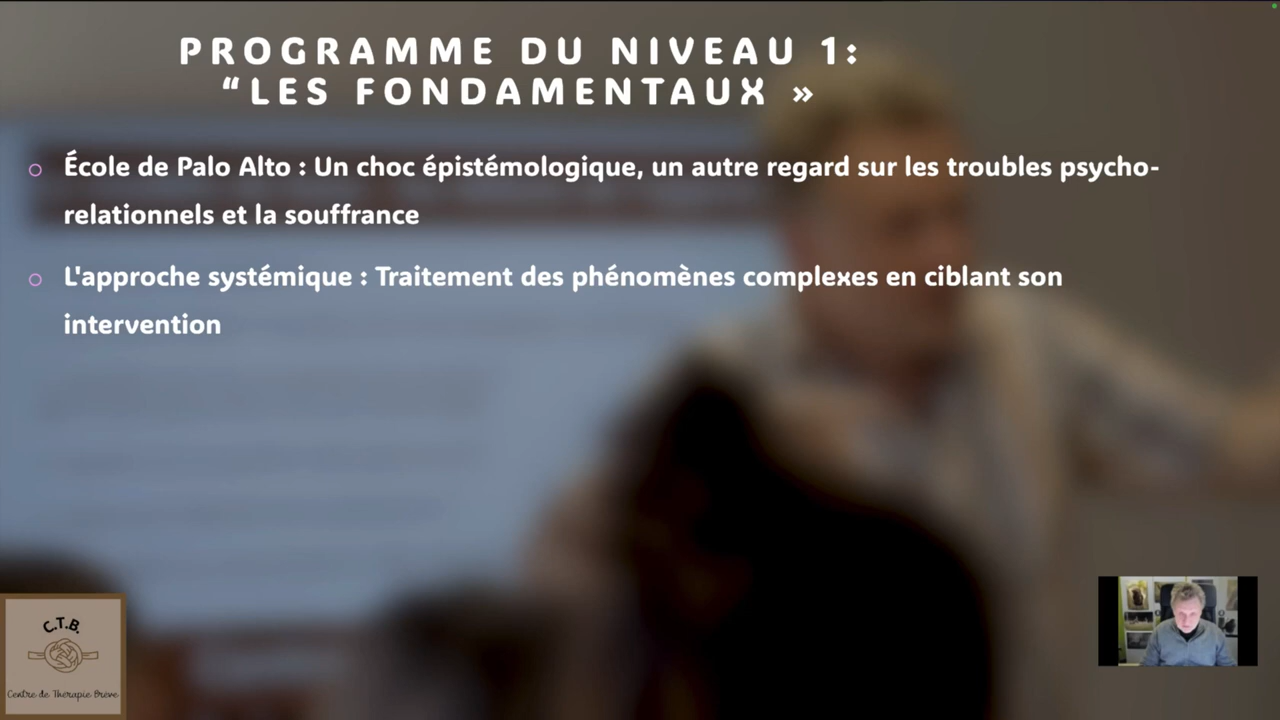 PROGRAMME DU NIVEAU 1:
“LES FONDAMENTAUX »
École de Palo Alto : Un choc épistémologique, un autre regard sur les troubles psycho-
relationnels et la souffrance
L'approche systémique : Traitement des phénomènes complexes en ciblant son
intervention
C.T.B.
Centre de Thérapie Brève